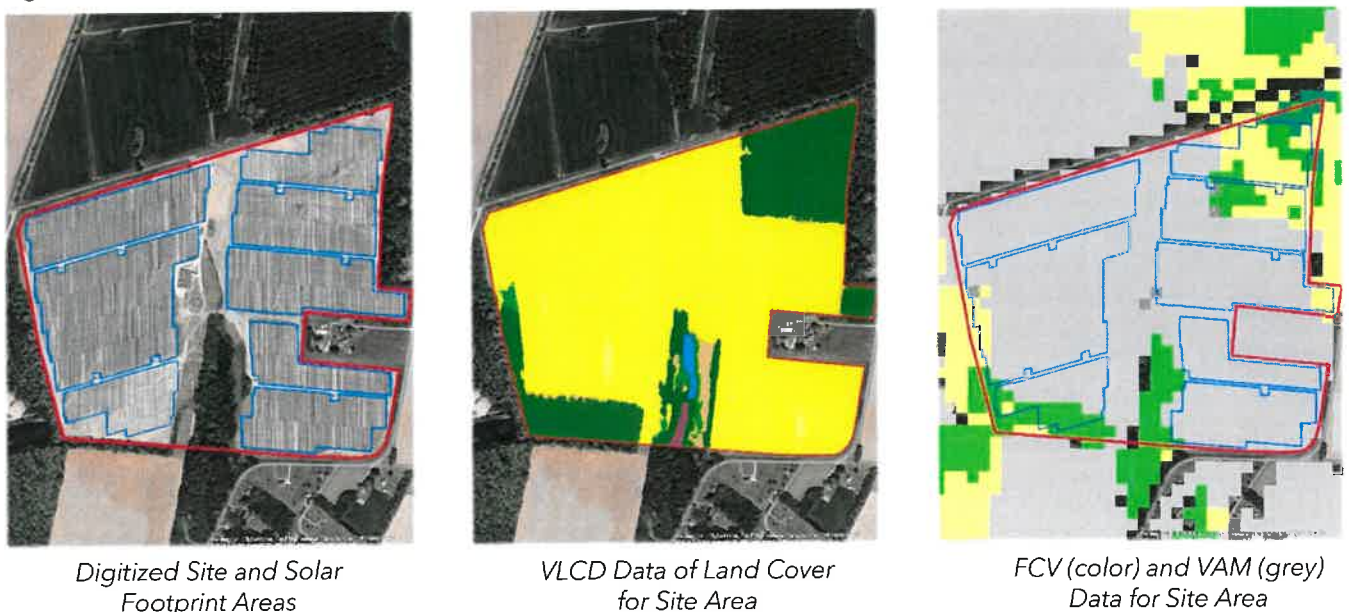 Digitized Site and Solar
Footprint Areas
VLCD Data of Land Cover
for Site Area
FCV (color) and VAM (grey)
Data for Site Area